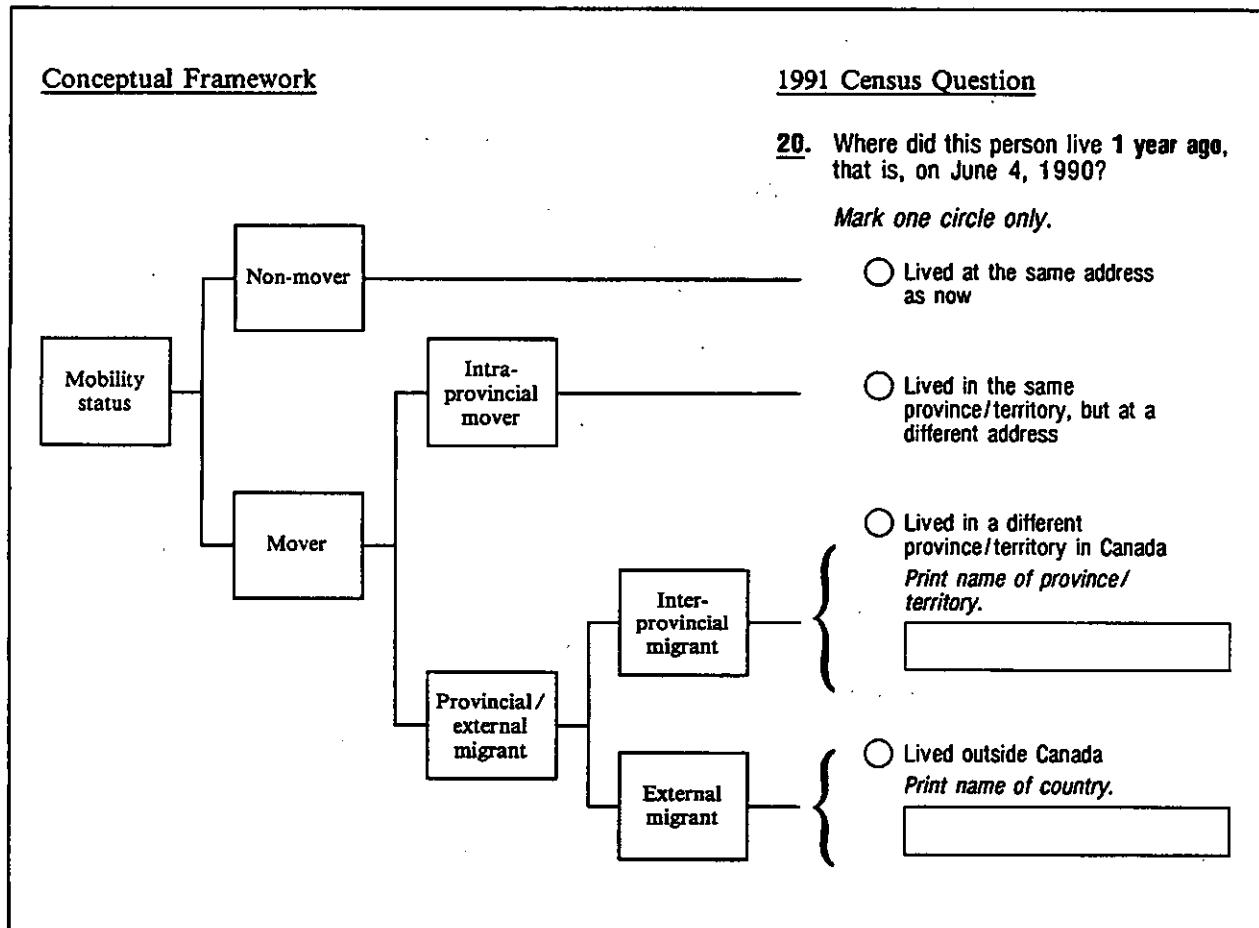 Conceptual Framework
1991 Census Question
20. Where did this person live 1 year ago,
that is, on June 4, 1990?
Mark one circle only.
Non-mover
Lived at the same address
as now
Mobility
status
Intra-
provincial
mover
Lived in the same
province/territory, but at a
different address
Mover
Lived in a different
province/territory in Canada
Print name of province/
territory.
Inter-
provincial
migrant
Provincial/
external
migrant
Lived outside Canada
Print name of country.
External
migrant